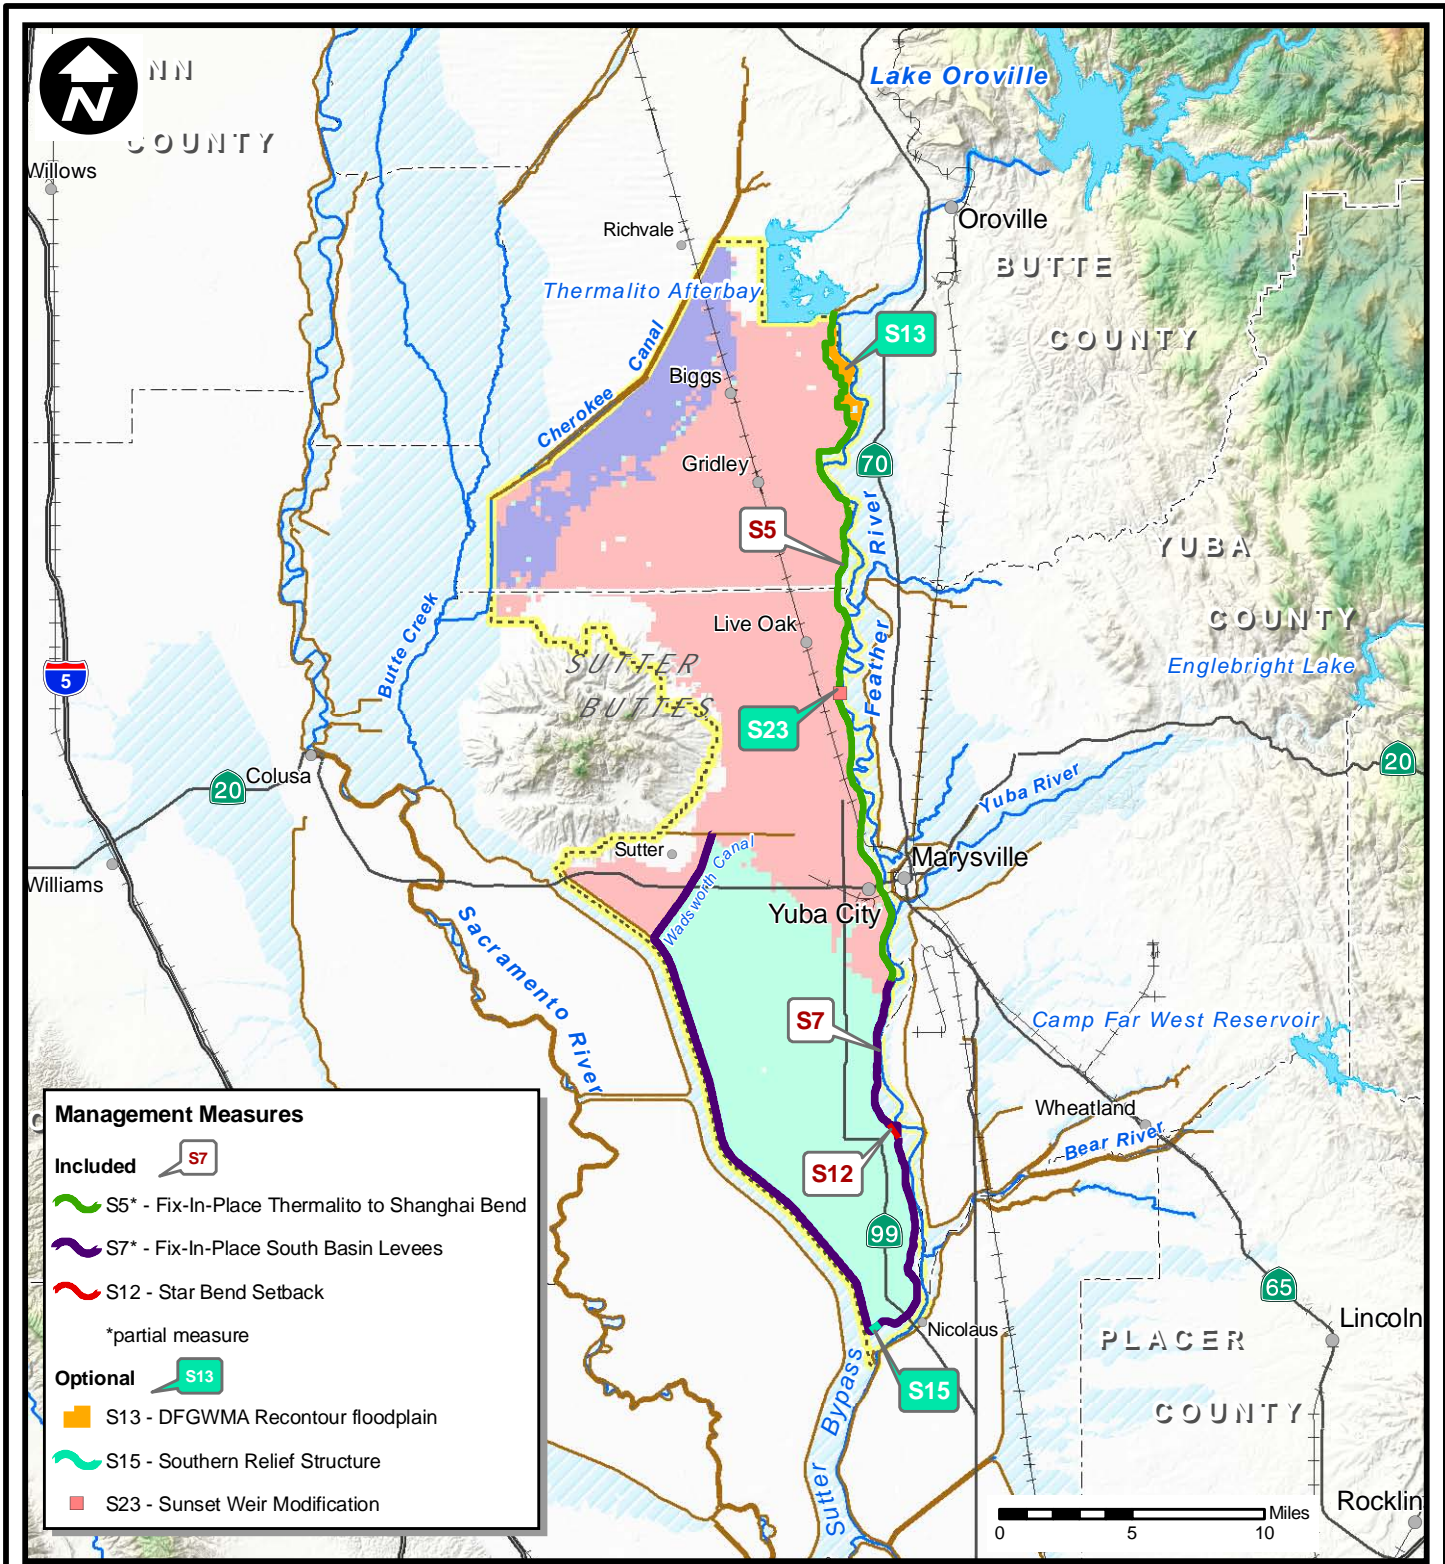 N
NN
COUNTY
Lake Oroville
Willows
Richvale
Oroville
BUTTE
COUNTY
Thermalito Afterbay
S13
Cherokee Canal
Biggs
Gridley
70
S5
Feather River
YUBA
COUNTY
Englebright Lake
Live Oak
Butte Creek
SUTTER
BUTTES
5
S23
20
Colusa
20
Yuba River
Williams
Sutter
Wadsworth Canal
Marysville
Yuba City
Sacramento River
S7
Camp Far West Reservoir
Wheatland
Bear River
S12
99
65
Lincoln
Nicolaus
PLACER
COUNTY
S15
Sutter Bypass
Rocklin
Management Measures
Included
S7
S5* - Fix-In-Place Thermalito to Shanghai Bend
S7* - Fix-In-Place South Basin Levees
S12 - Star Bend Setback
*partial measure
Optional
S13
S13 - DFGWMA Recontour floodplain
S15 - Southern Relief Structure
S23 - Sunset Weir Modification
Miles
0 5 10